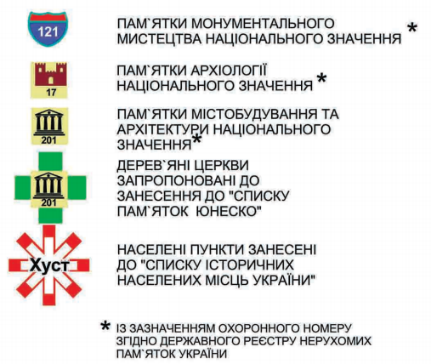 121
ПАМ`ЯТКИ МОНУМЕНТАЛЬНОГО
МИСТЕЦТВА НАЦІОНАЛЬНОГО ЗНАЧЕННЯ *
17
ПАМ`ЯТКИ АРХІОЛОГІЇ
НАЦІОНАЛЬНОГО ЗНАЧЕННЯ *
201
ПАМ`ЯТКИ МІСТОБУДУВАННЯ ТА
АРХІТЕКТУРИ НАЦІОНАЛЬНОГО
ЗНАЧЕННЯ*
201
ДЕРЕВ`ЯНІ ЦЕРКВИ
ЗАПРОПОНОВАНІ ДО
ЗАНЕСЕННЯ ДО "СПИСКУ
ПАМ`ЯТОК ЮНЕСКО"
Хуст
НАСЕЛЕНІ ПУНКТИ ЗАНЕСЕНІ
ДО "СПИСКУ ІСТОРИЧНИХ
НАСЕЛЕНИХ МІСЦЬ УКРАЇНИ"
* ІЗ ЗАЗНАЧЕННЯМ ОХОРОННОГО НОМЕРУ
ЗГІДНО ДЕРЖАВНОГО РЕЄСТРУ НЕРУХОМИХ
ПАМ`ЯТОК УКРАЇНИ